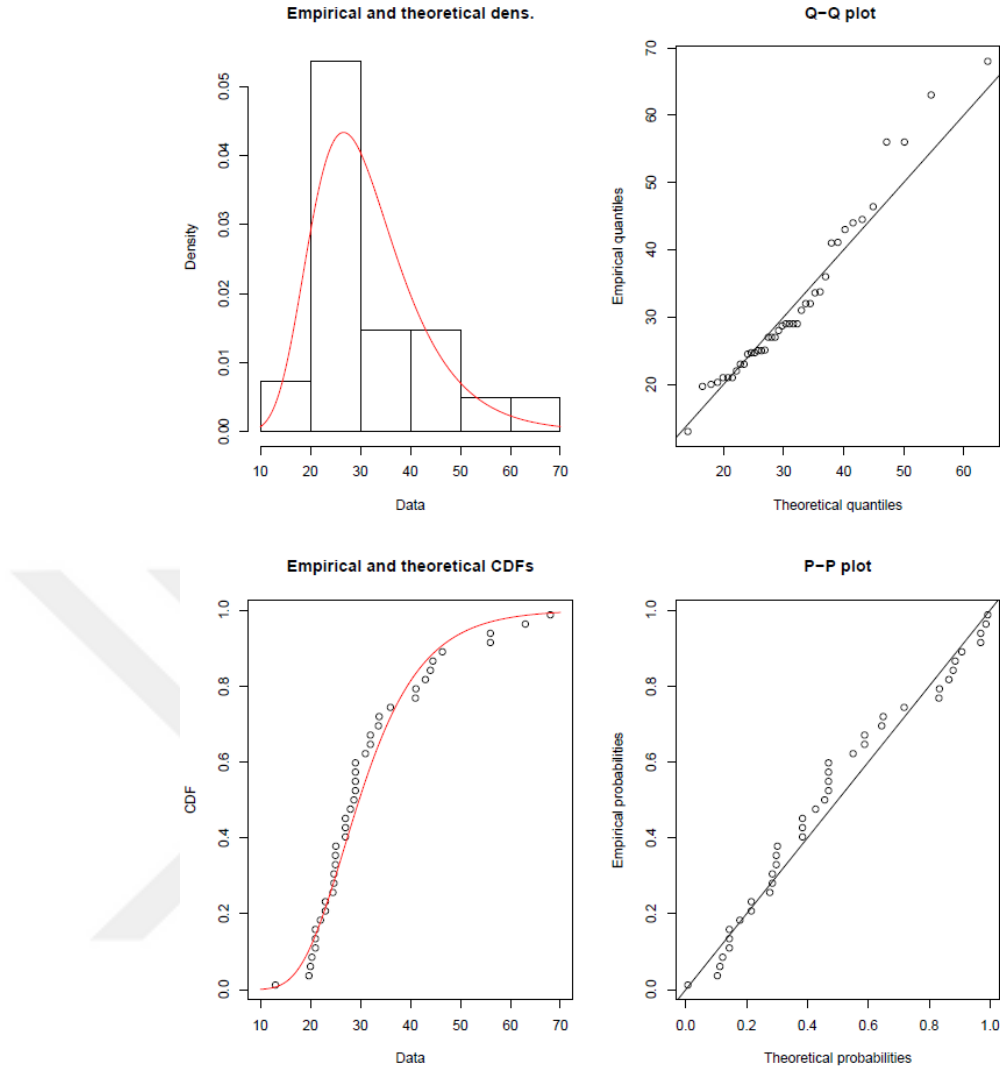 Empirical and theoretical dens.
Density
0.00 0.01 0.02 0.03 0.04 0.05
10 20 30 40 50 60 70
Data
Q−Q plot
Empirical quantiles
20 30 40 50 60 70
20 30 40 50 60
Theoretical quantiles
Empirical and theoretical CDFs
CDF
0.0 0.2 0.4 0.6 0.8 1.0
10 20 30 40 50 60 70
Data
P−P plot
Empirical probabilities
0.0 0.2 0.4 0.6 0.8 1.0
0.0 0.2 0.4 0.6 0.8 1.0
Theoretical probabilities